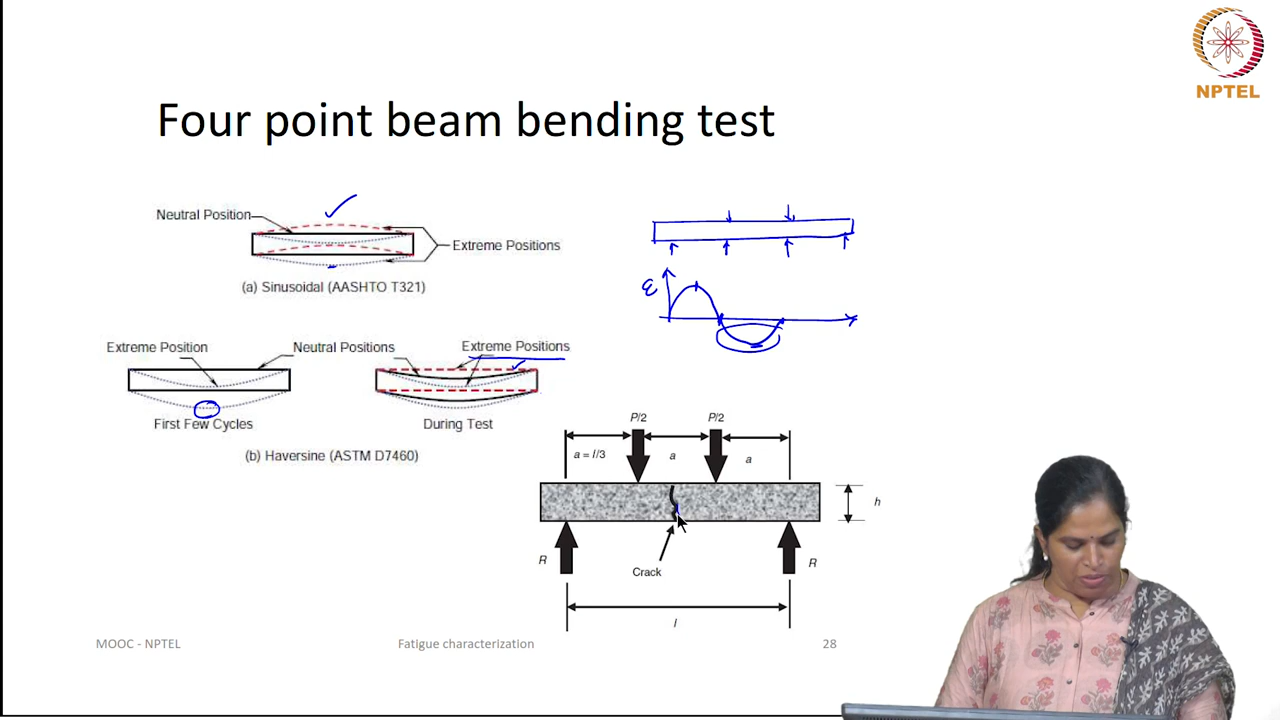 NPTEL
Four point beam bending test
Neutral Position
Extreme Positions
(a) Sinusoidal (AASHTO T321)
ε
Extreme Position
Neutral Positions
Extreme Positions
First Few Cycles
During Test
(b) Haversine (ASTM D7460)
P/2
P/2
a = l/3
a
a
h
R
R
Crack
l
MOOC - NPTEL
Fatigue characterization
28